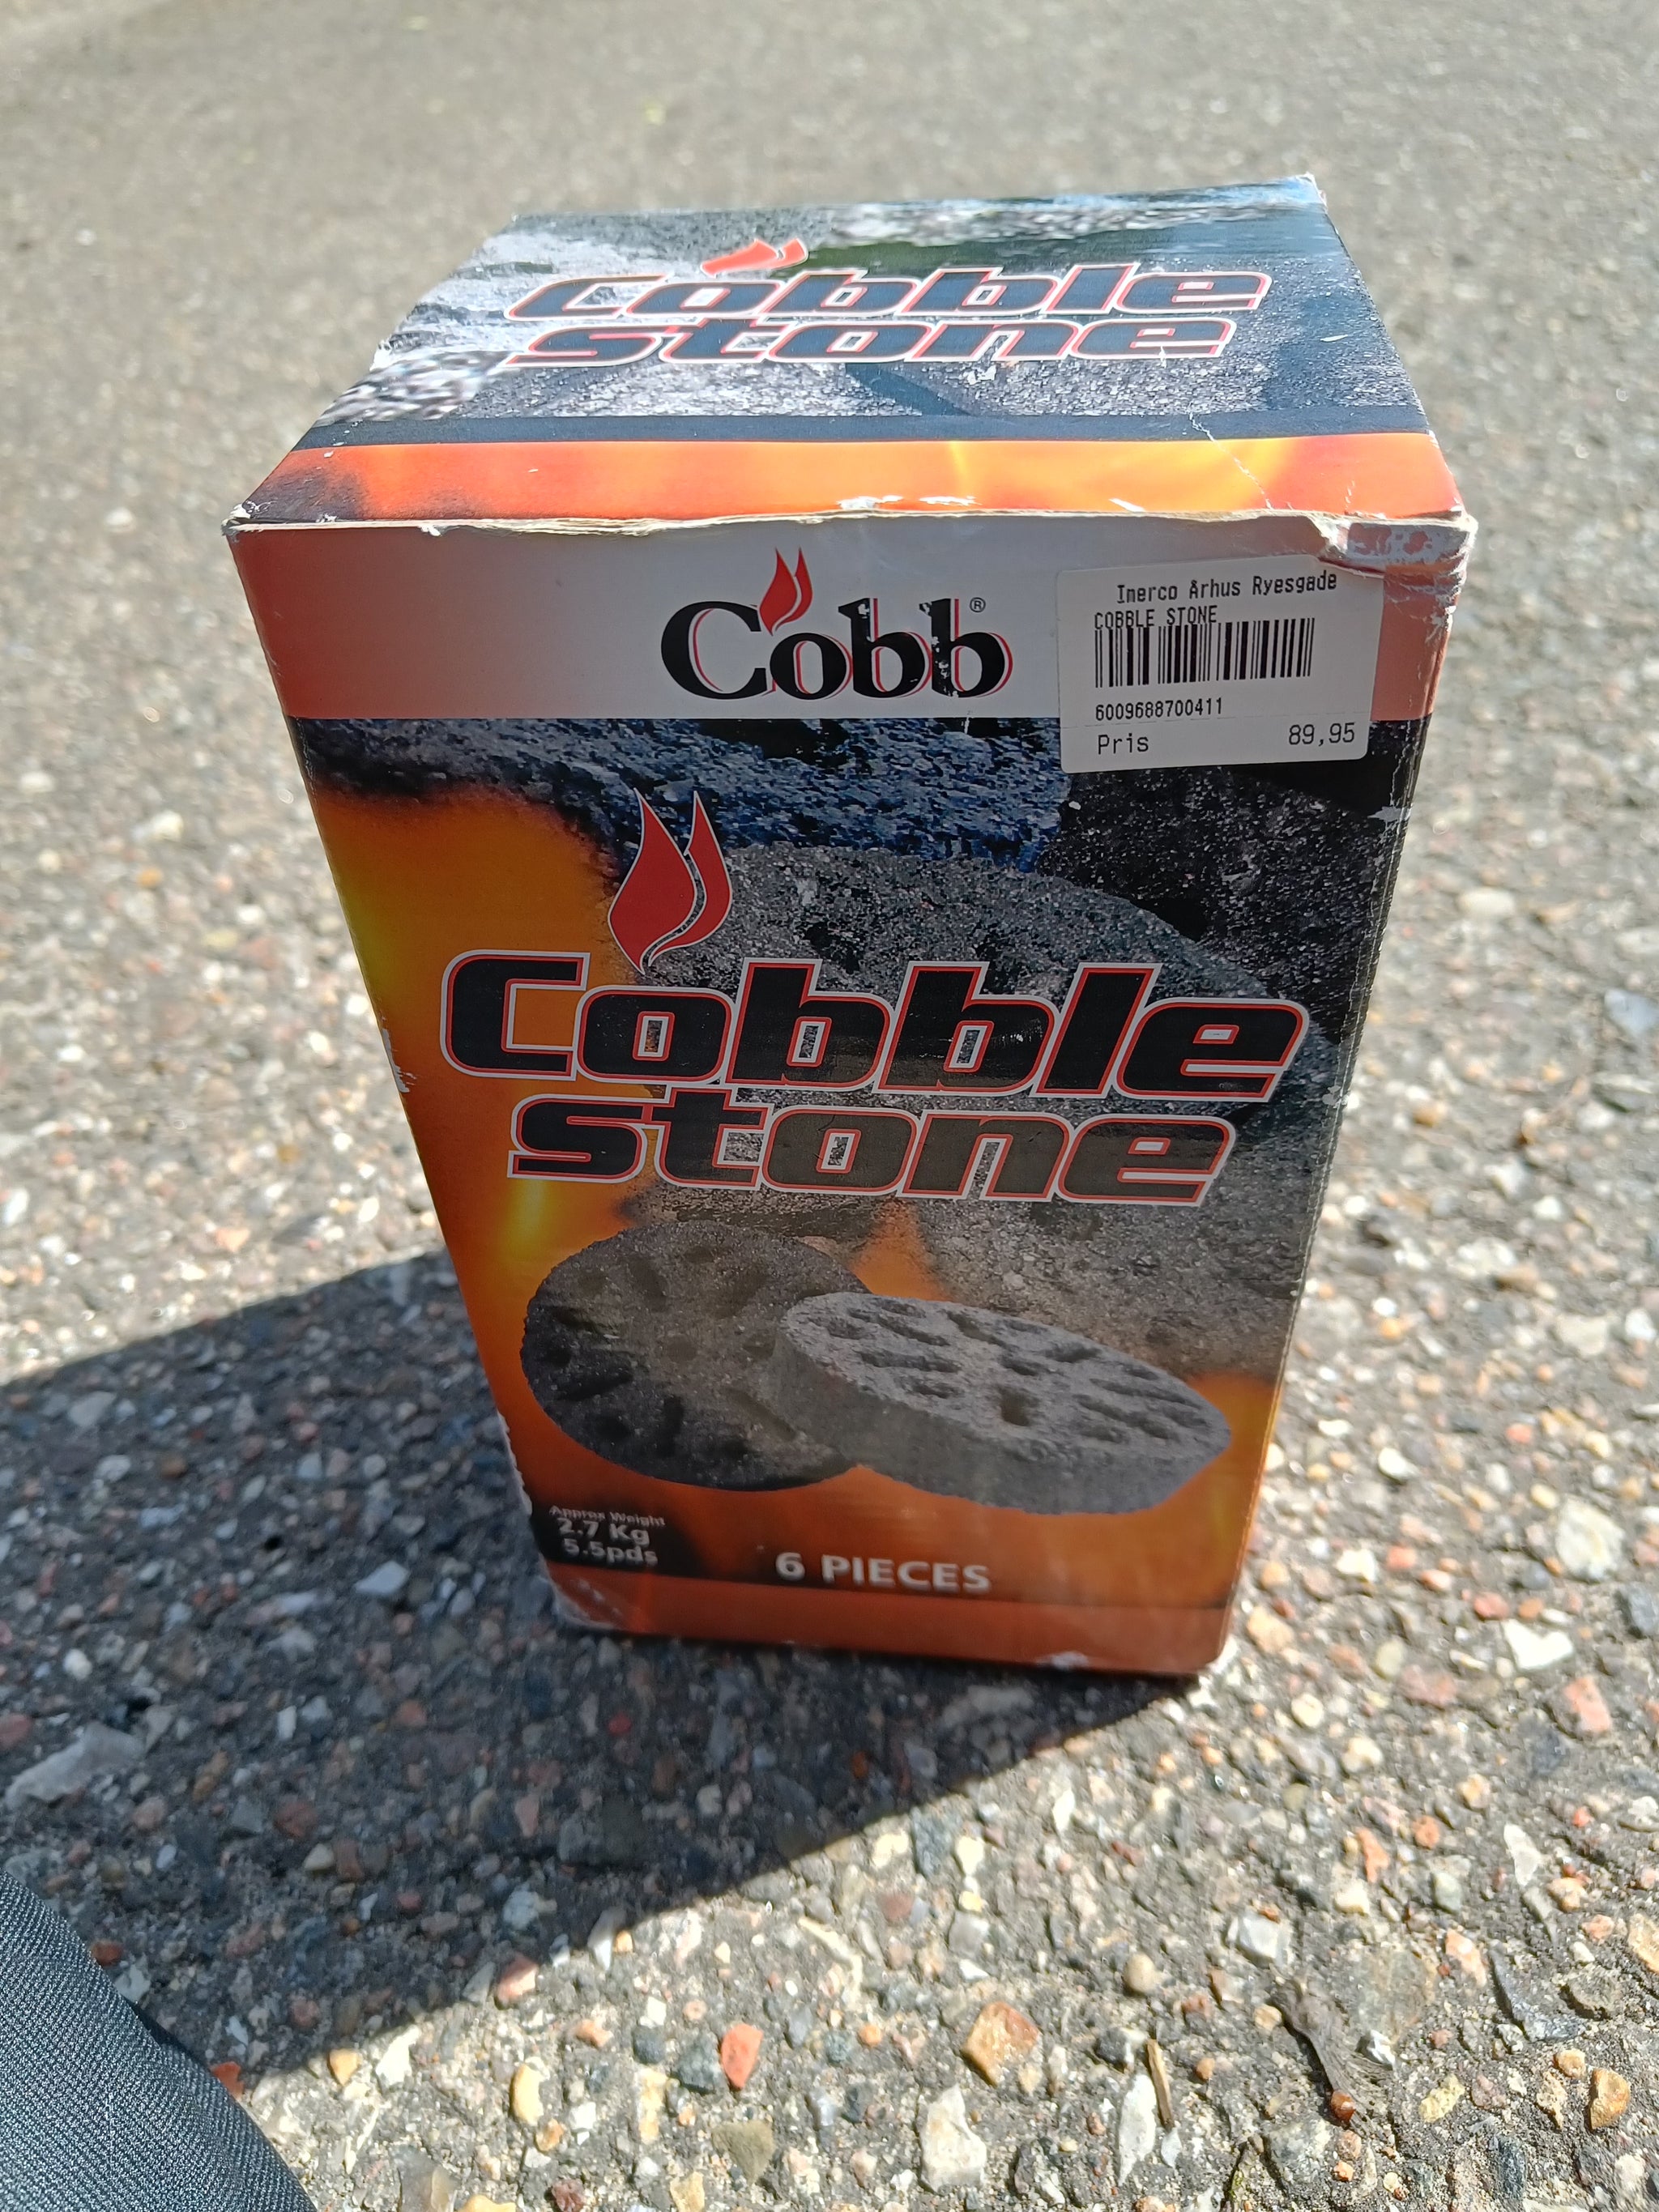 Cobble
stone
Cobb®
Imerco Århus Ryesgade
COBBLE STONE
6009688700411
Pris 89,95
Cobble
stone
Approx Weight
2.7 Kg
5.5pds
6 PIECES